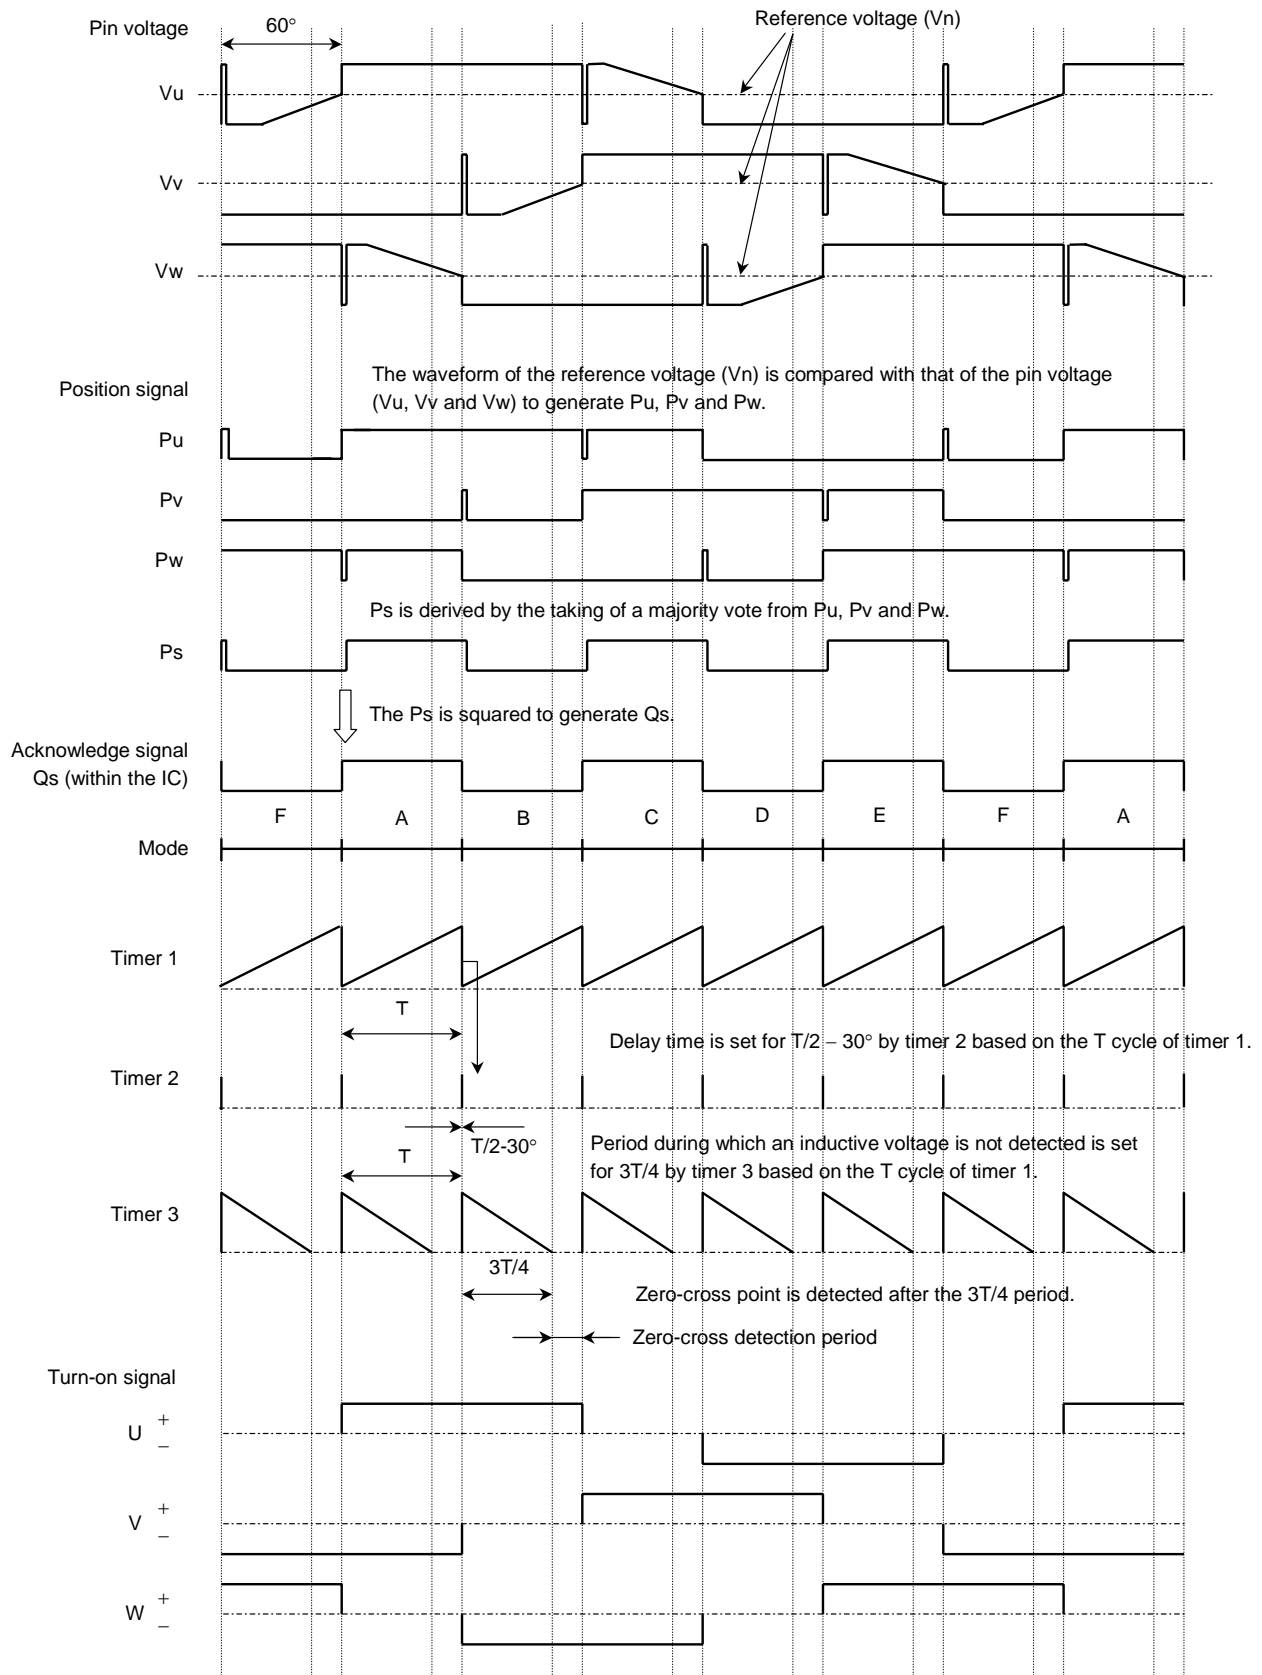 Pin voltage
60°
Reference voltage (Vn)
Vu
Vv
Vw
Position signal
The waveform of the reference voltage (Vn) is compared with that of the pin voltage
(Vu, Vv and Vw) to generate Pu, Pv and Pw.
Pu
Pv
Pw
Ps is derived by the taking of a majority vote from Pu, Pv and Pw.
Ps
The Ps is squared to generate Qs.
Acknowledge signal
Qs (within the IC)
F A B C D E F A
Mode
Timer 1
T
Delay time is set for T/2 − 30° by timer 2 based on the T cycle of timer 1.
Timer 2
T/2-30°
Period during which an inductive voltage is not detected is set
for 3T/4 by timer 3 based on the T cycle of timer 1.
T
Timer 3
3T/4
Zero-cross point is detected after the 3T/4 period.
Zero-cross detection period
Turn-on signal
U + −
V + −
W + −